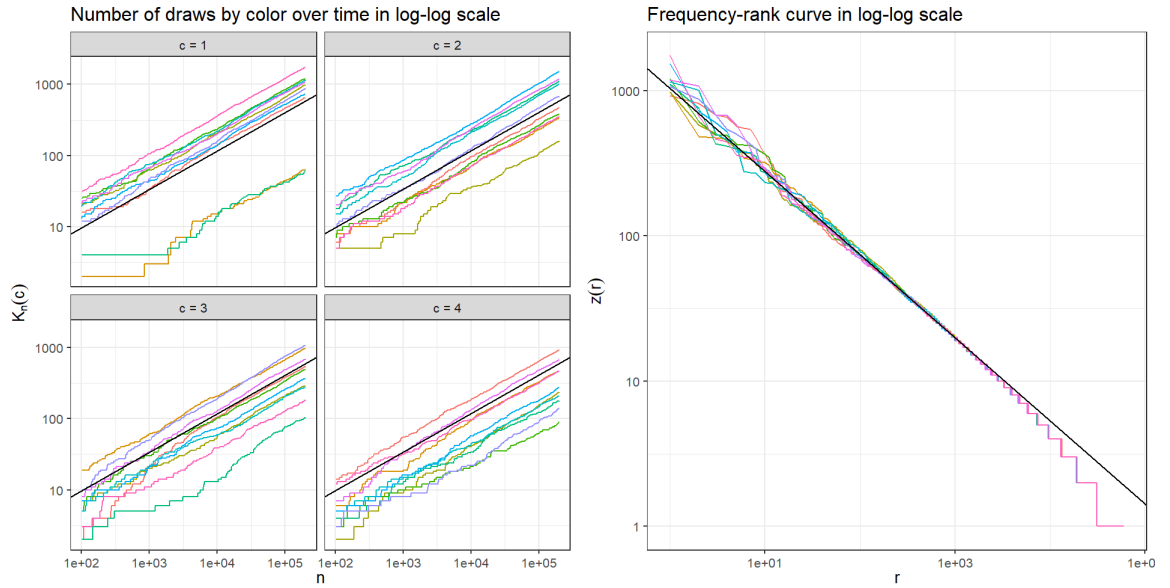 Number of draws by color over time in log-log scale
c = 1
c = 2
1000
100
10
c = 3
c = 4
1000
100
10
1e+02
1e+03
1e+04
1e+05
1e+02
1e+03
1e+04
1e+05
n
Kn(c)
Frequency-rank curve in log-log scale
1000
100
10
1
1e+01
1e+03
1e+0
r
z(r)